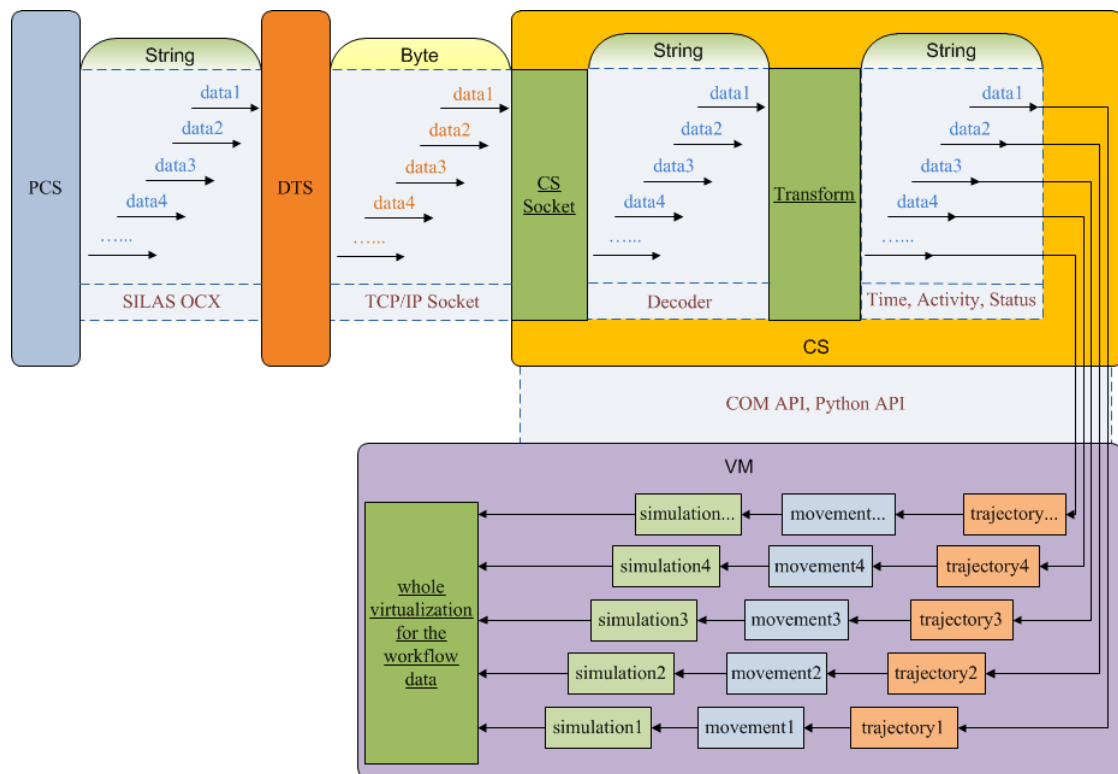 PCS
String
data1
data2
data3
data4
…...
SILAS OCX
DTS
Byte
data1
data2
data3
data4
…...
TCP/IP Socket
CS
Socket
String
data1
data2
data3
data4
…...
Decoder
Transform
String
data1
data2
data3
data4
…...
Time, Activity, Status
CS
COM API, Python API
VM
whole
virtualization
for the
workflow
data
simulation...
movement...
trajectory...
simulation4
movement4
trajectory4
simulation3
movement3
trajectory3
simulation2
movement2
trajectory2
simulation1
movement1
trajectory1